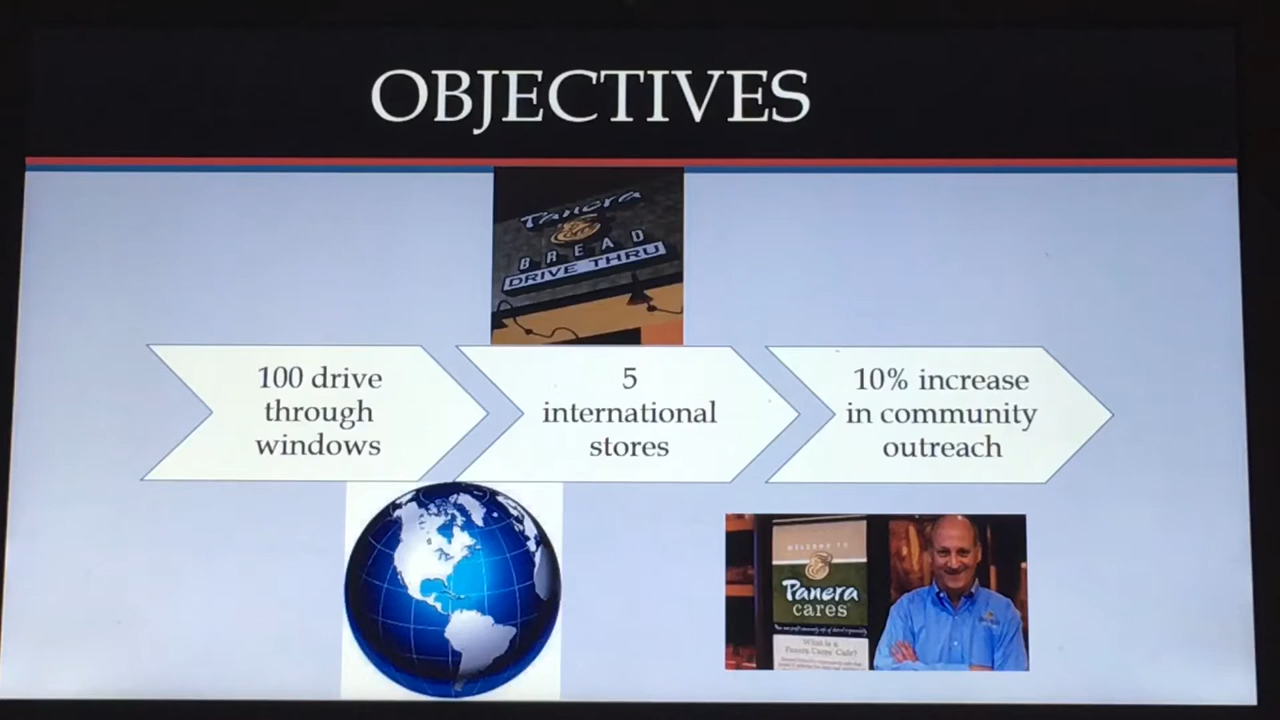 OBJECTIVES
Panera
BREAD
DRIVE THRU
100 drive
through
windows
5
international
stores
10% increase
in community
outreach
WELCOME TO
Panera
cares
What is a
Panera Cares Cafe?